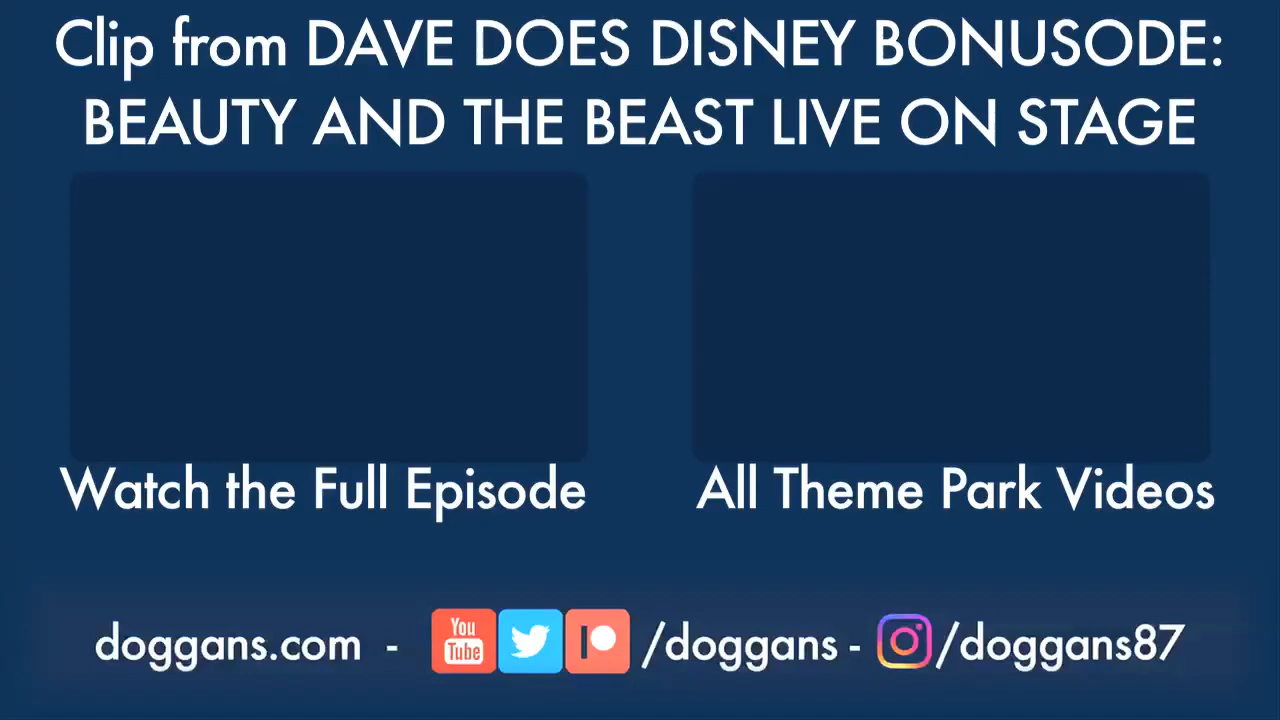 Clip from DAVE DOES DISNEY BONUSODE:
BEAUTY AND THE BEAST LIVE ON STAGE
Watch the Full Episode
All Theme Park Videos
doggans.com - You Tube /doggans - /doggans87